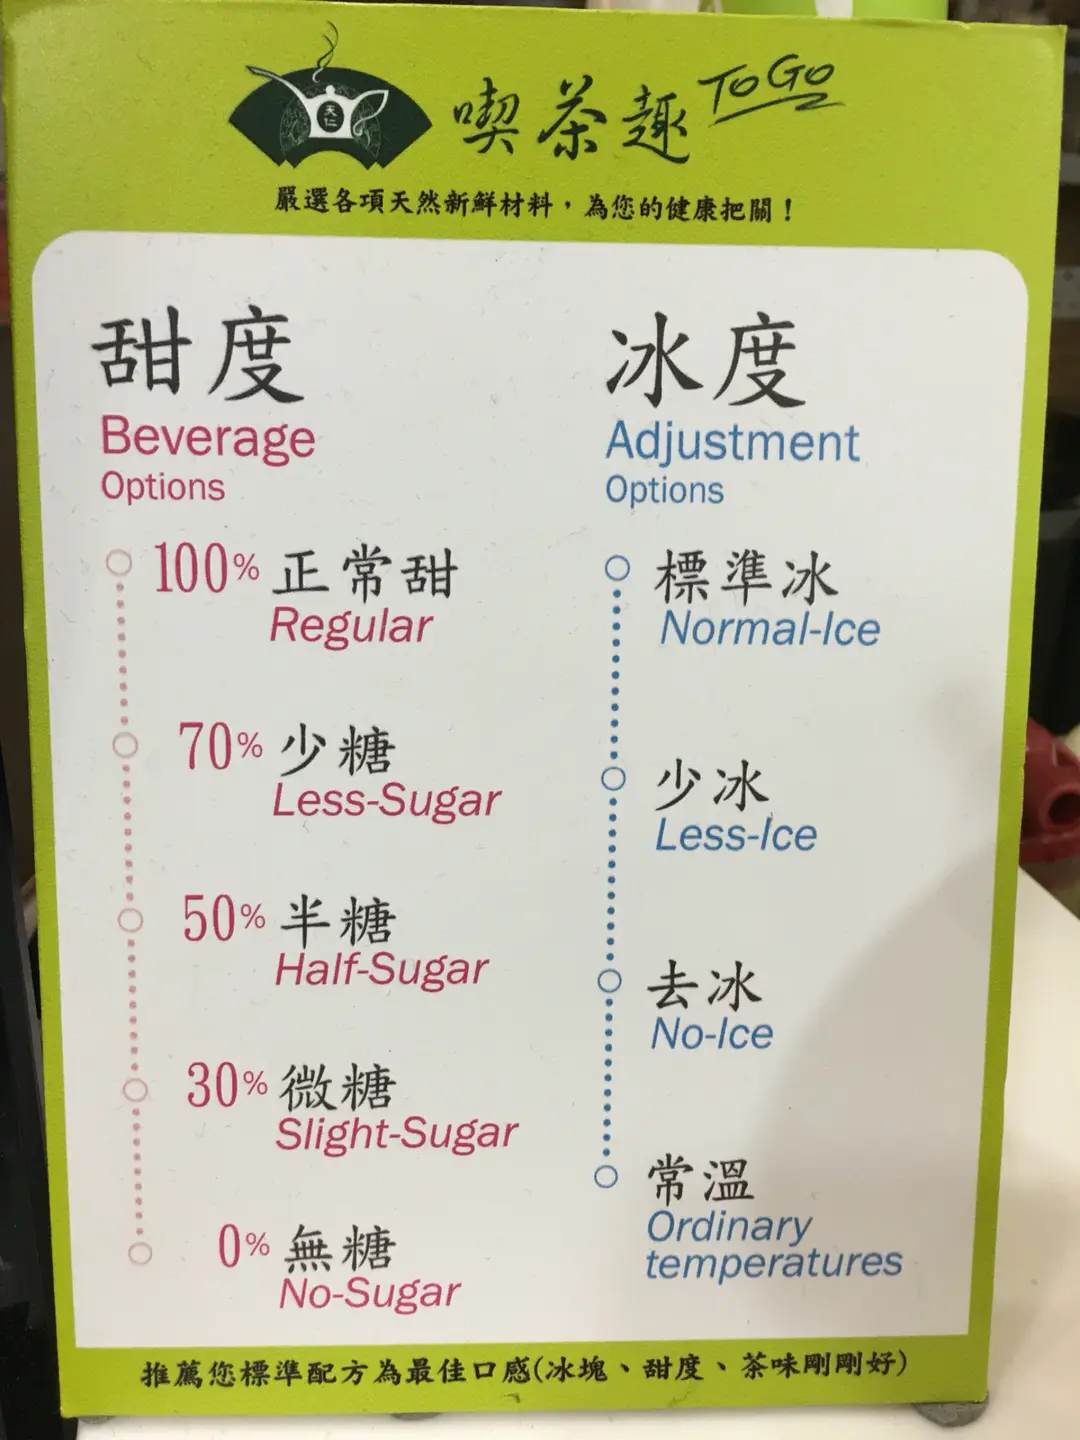 天仁
喫茶趣 ToGo
嚴選各項天然新鮮材料，為您的健康把關！
甜度
Beverage
Options
100% 正常甜
Regular
70% 少糖
Less-Sugar
50% 半糖
Half-Sugar
30% 微糖
Slight-Sugar
0% 無糖
No-Sugar
冰度
Adjustment
Options
標準冰
Normal-Ice
少冰
Less-Ice
去冰
No-Ice
常溫
Ordinary
temperatures
推薦您標準配方為最佳口感(冰塊、甜度、茶味剛剛好)